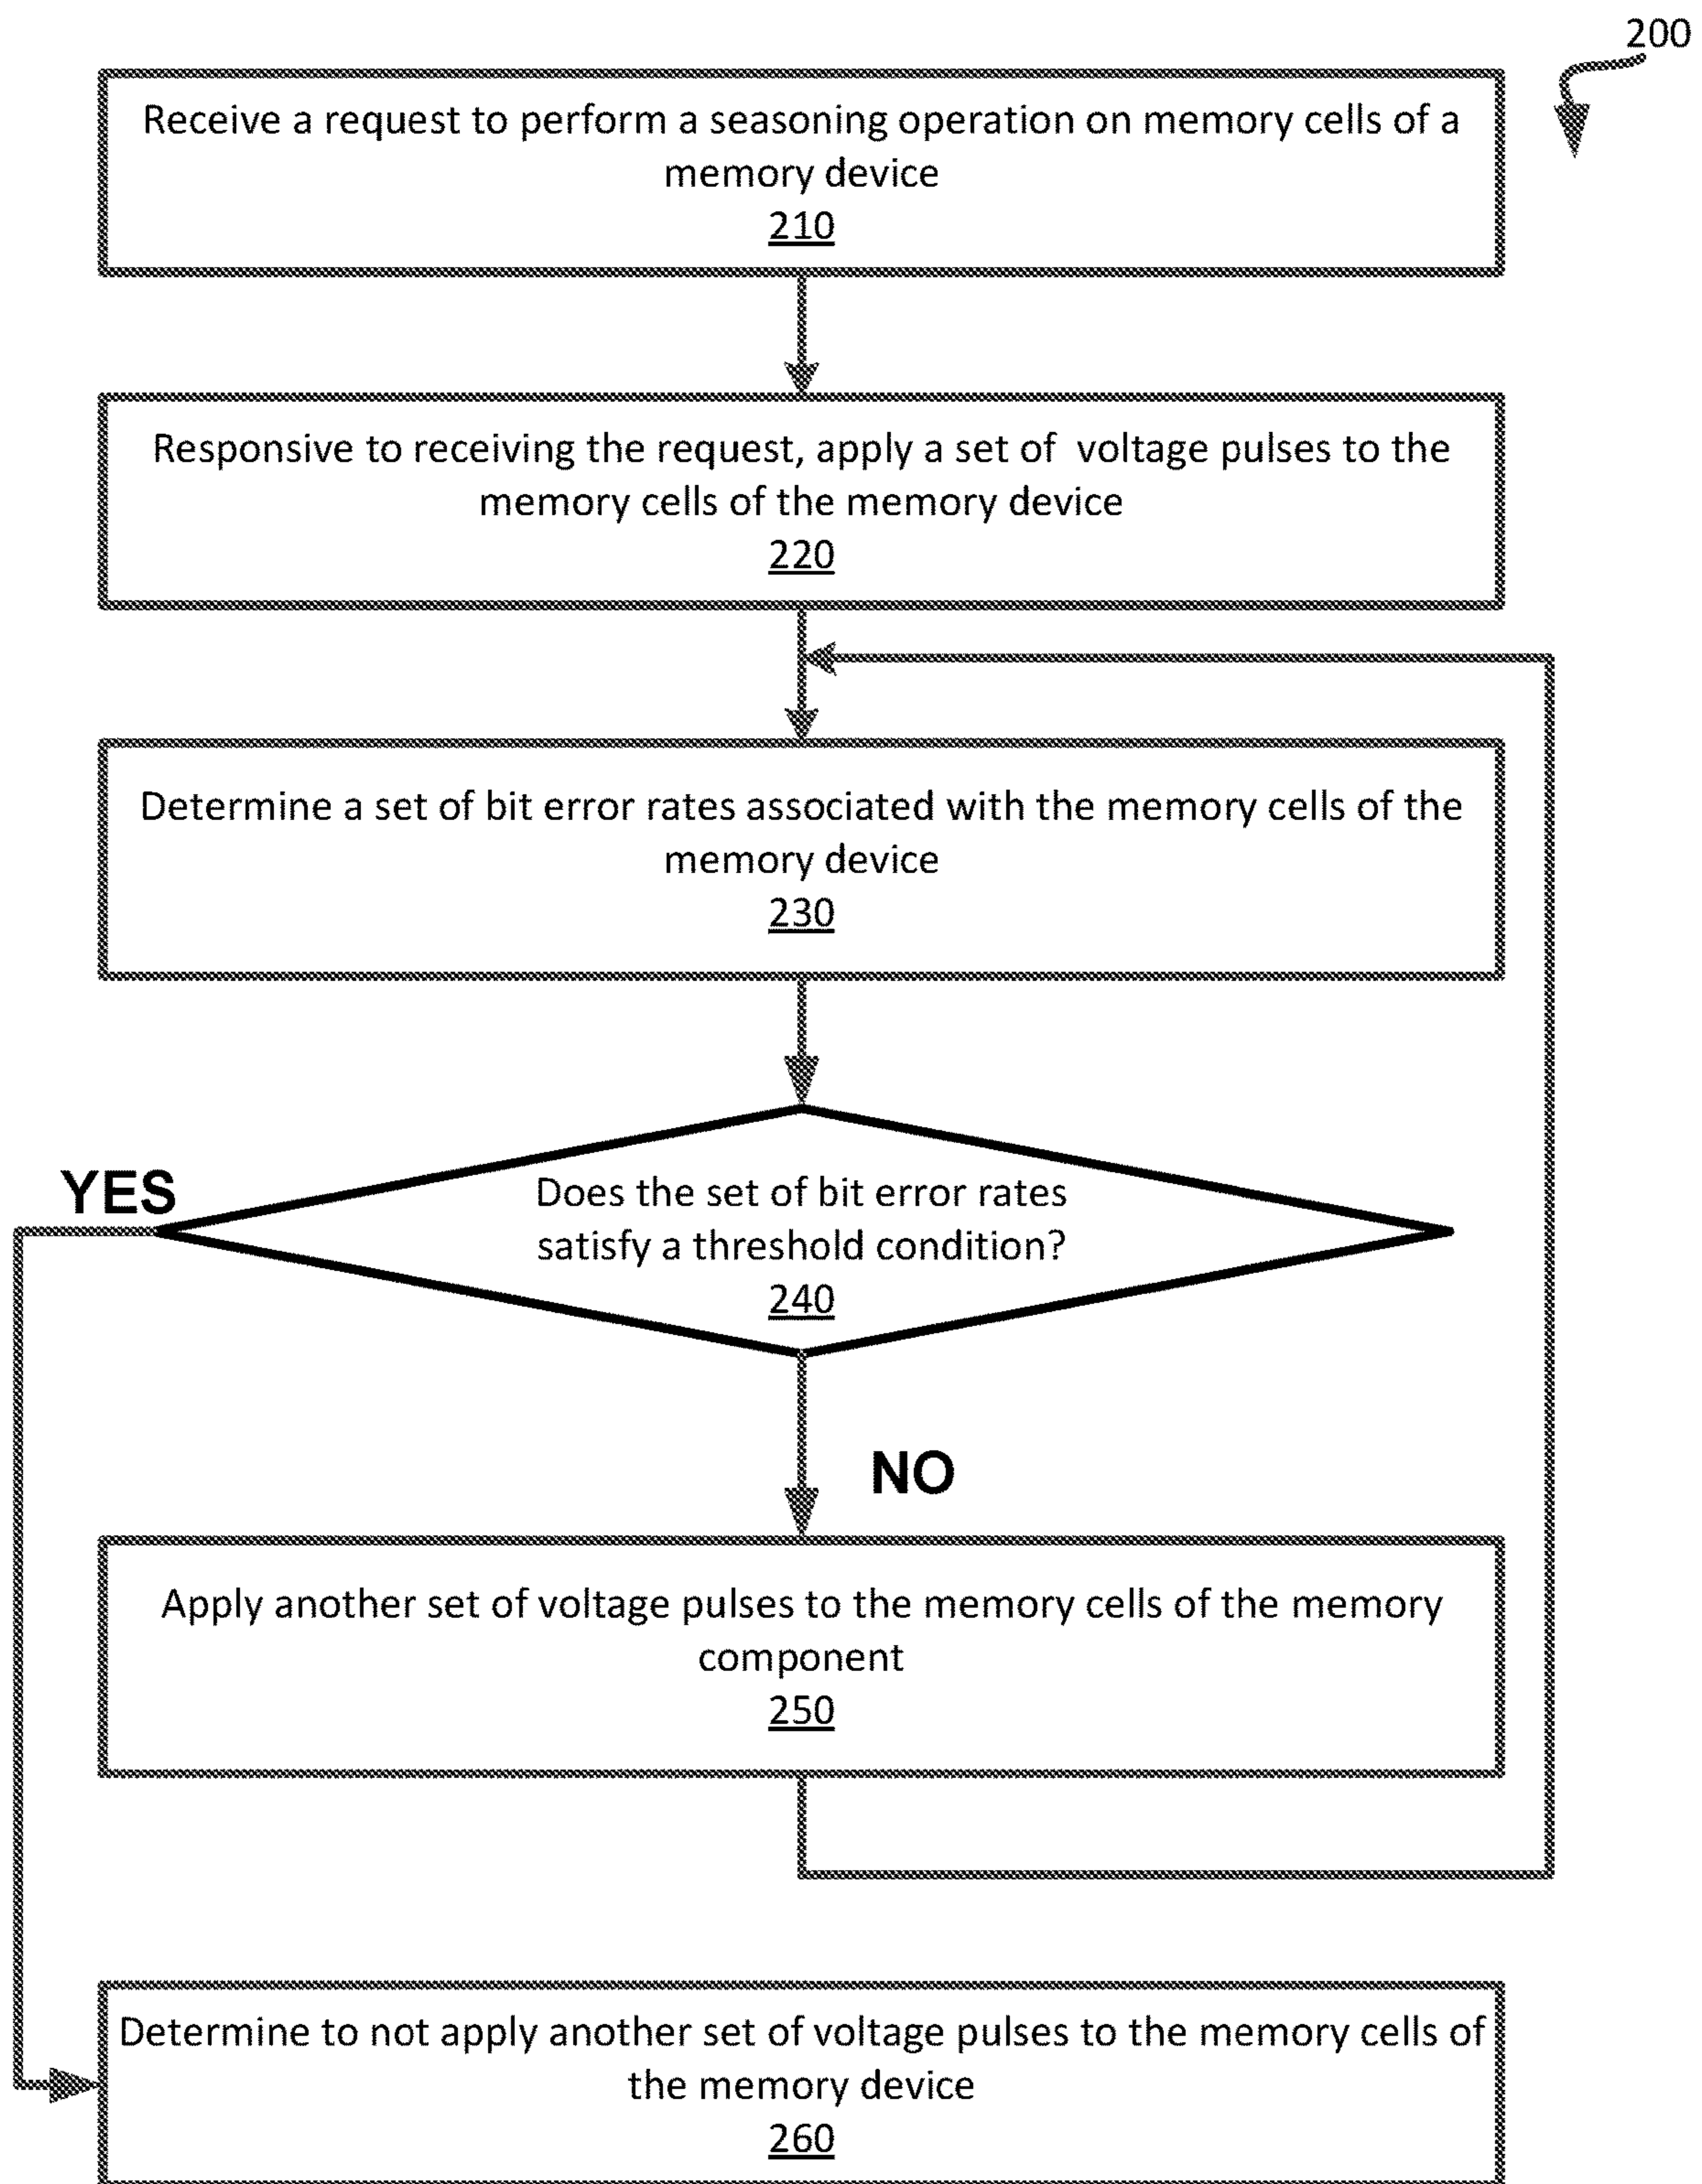 200
Receive a request to perform a seasoning operation on memory cells of a
memory device
210
Responsive to receiving the request, apply a set of voltage pulses to the
memory cells of the memory device
220
Determine a set of bit error rates associated with the memory cells of the
memory device
230
YES
Does the set of bit error rates
satisfy a threshold condition?
240
NO
Apply another set of voltage pulses to the memory cells of the memory
component
250
Determine to not apply another set of voltage pulses to the memory cells of
the memory device
260